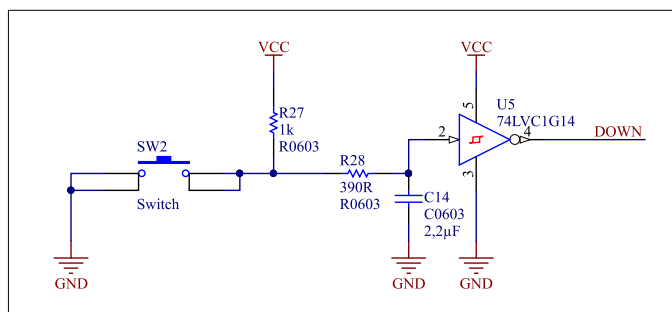 VCC
VCC
R27
1k
R0603
5
U5
74LVC1G14
2
4
DOWN
SW2
R28
390R
R0603
3
C14
C0603
2,2µF
Switch
GND
GND
GND